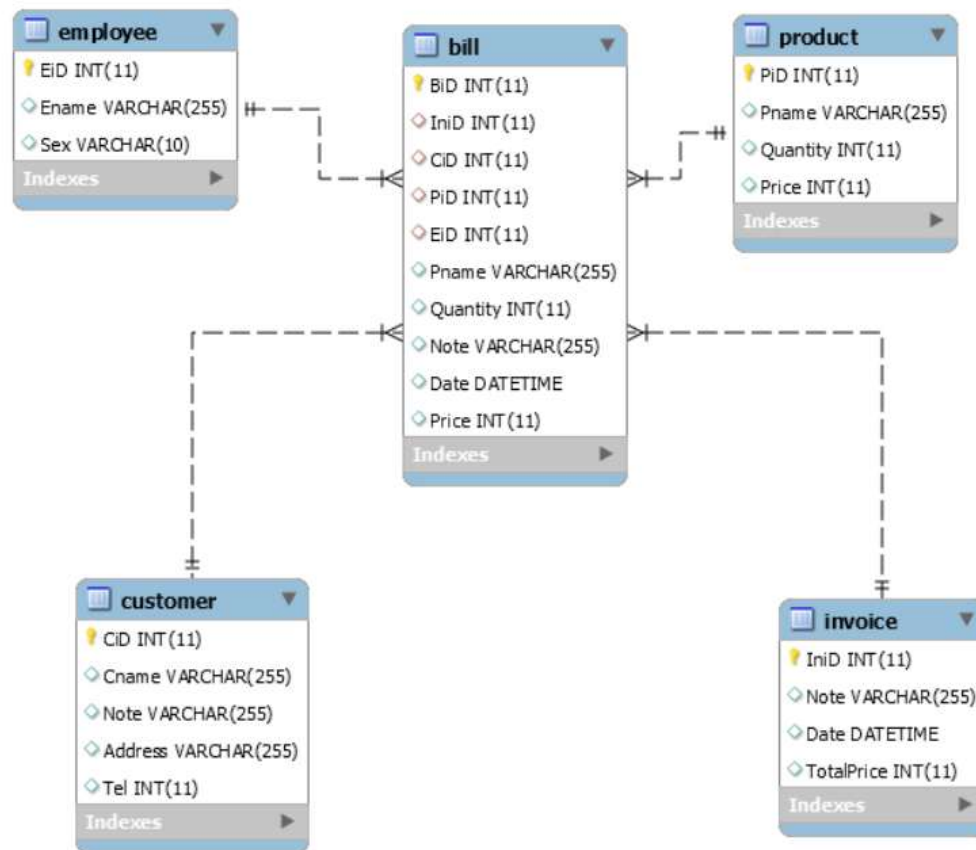 employee
EiD INT(11)
Ename VARCHAR(255)
Sex VARCHAR(10)
Indexes
bill
BiD INT(11)
IniD INT(11)
CiD INT(11)
PiD INT(11)
EiD INT(11)
Pname VARCHAR(255)
Quantity INT(11)
Note VARCHAR(255)
Date DATETIME
Price INT(11)
Indexes
product
PiD INT(11)
Pname VARCHAR(255)
Quantity INT(11)
Price INT(11)
Indexes
customer
CiD INT(11)
Cname VARCHAR(255)
Note VARCHAR(255)
Address VARCHAR(255)
Tel INT(11)
Indexes
invoice
IniD INT(11)
Note VARCHAR(255)
Date DATETIME
TotalPrice INT(11)
Indexes